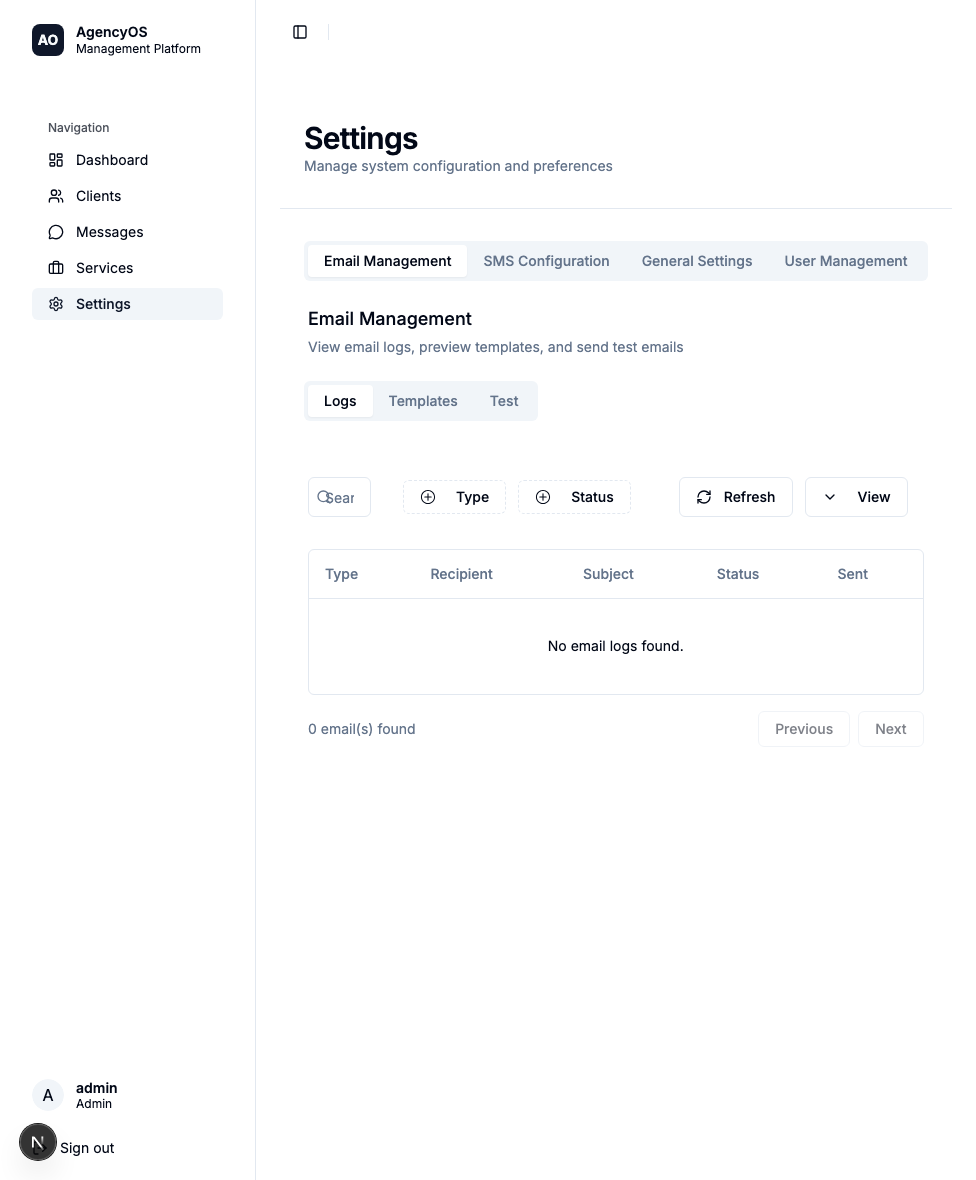 AO
AgencyOS
Management Platform
Navigation
Dashboard
Clients
Messages
Services
Settings
admin
Admin
A
N
Sign out
Settings
Manage system configuration and preferences
Email Management SMS Configuration General Settings User Management
Email Management
View email logs, preview templates, and send test emails
Logs Templates Test
Sear Type Status Refresh View
Type Recipient Subject Status Sent
No email logs found.
0 email(s) found Previous Next